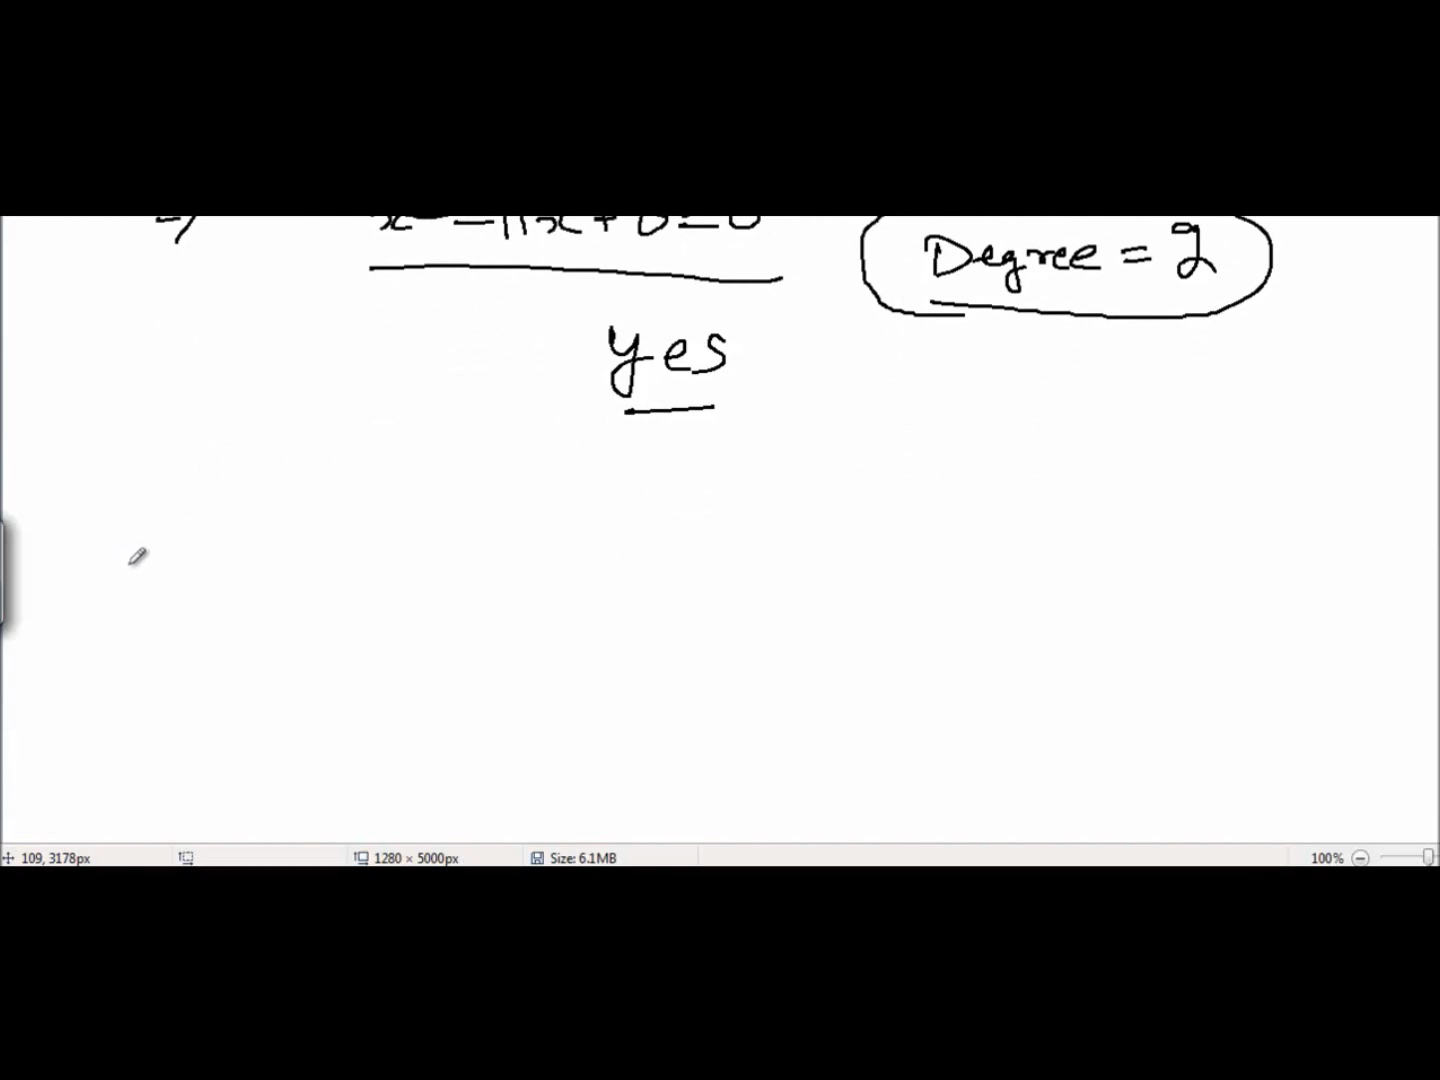 Degree = 2
yes
109, 3178px
1280 × 5000px
Size: 6.1MB
100%